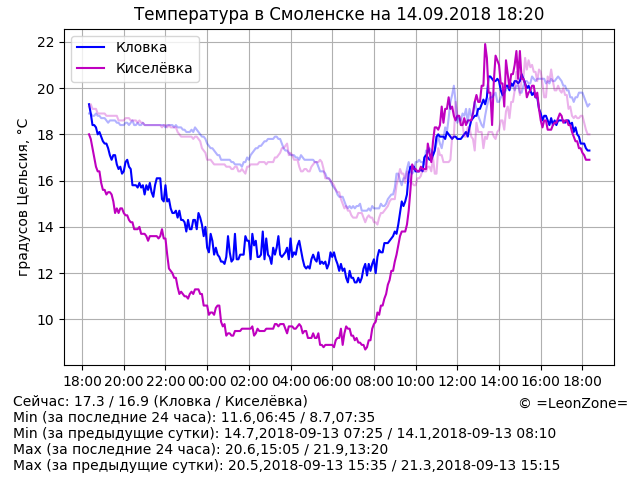 Температура в Смоленске на 14.09.2018 18:20
Кловка
Киселёвка
градусов Цельсия, °C
22
20
18
16
14
12
10
18:00 20:00 22:00 00:00 02:00 04:00 06:00 08:00 10:00 12:00 14:00 16:00 18:00
Сейчас: 17.3 / 16.9 (Кловка / Киселёвка)
© =LeonZone=
Min (за последние 24 часа): 11.6,06:45 / 8.7,07:35
Min (за предыдущие сутки): 14.7,2018-09-13 07:25 / 14.1,2018-09-13 08:10
Max (за последние 24 часа): 20.6,15:05 / 21.9,13:20
Max (за предыдущие сутки): 20.5,2018-09-13 15:35 / 21.3,2018-09-13 15:15